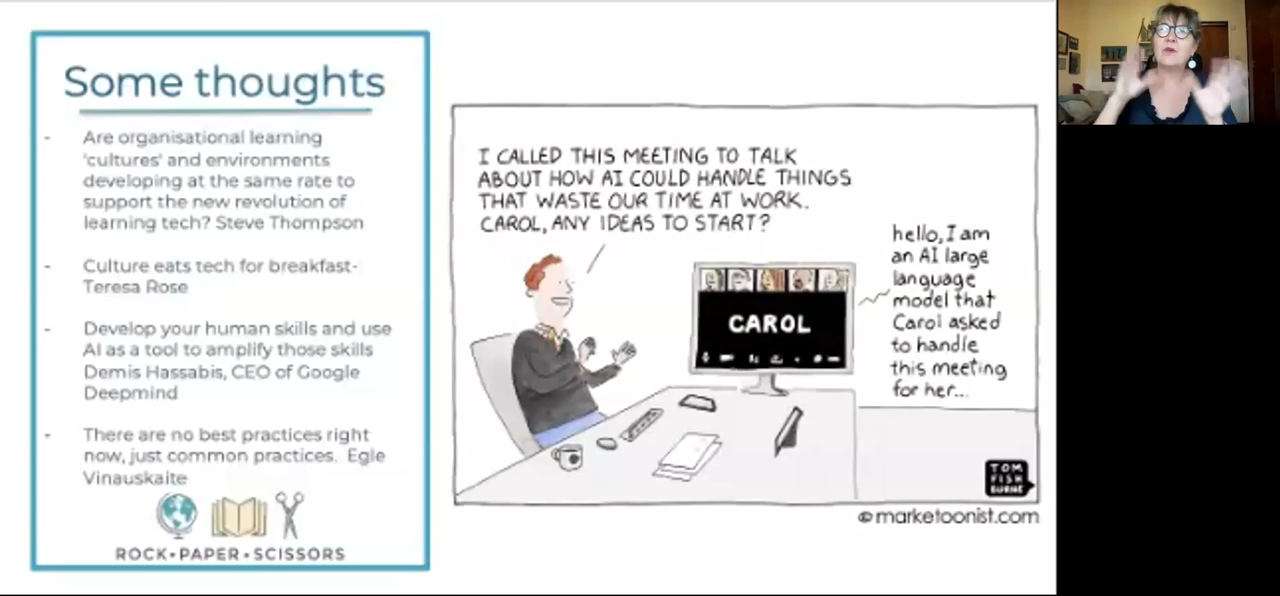 Some thoughts
- Are organisational learning
'cultures' and environments
developing at the same rate to
support the new revolution of
learning tech? Steve Thompson
- Culture eats tech for breakfast-
Teresa Rose
- Develop your human skills and use
AI as a tool to amplify those skills
Demis Hassabis, CEO of Google
Deepmind
- There are no best practices right
now, just common practices. Egle
Vinauskaite
ROCK•PAPER•SCISSORS
I CALLED THIS MEETING TO TALK
ABOUT HOW AI COULD HANDLE THINGS
THAT WASTE OUR TIME AT WORK.
CAROL, ANY IDEAS TO START?
hello, I am
an AI large
language
model that
Carol asked
to handle
this meeting
for her...
CAROL
TOM
FISH
BURNE
© marketoonist.com